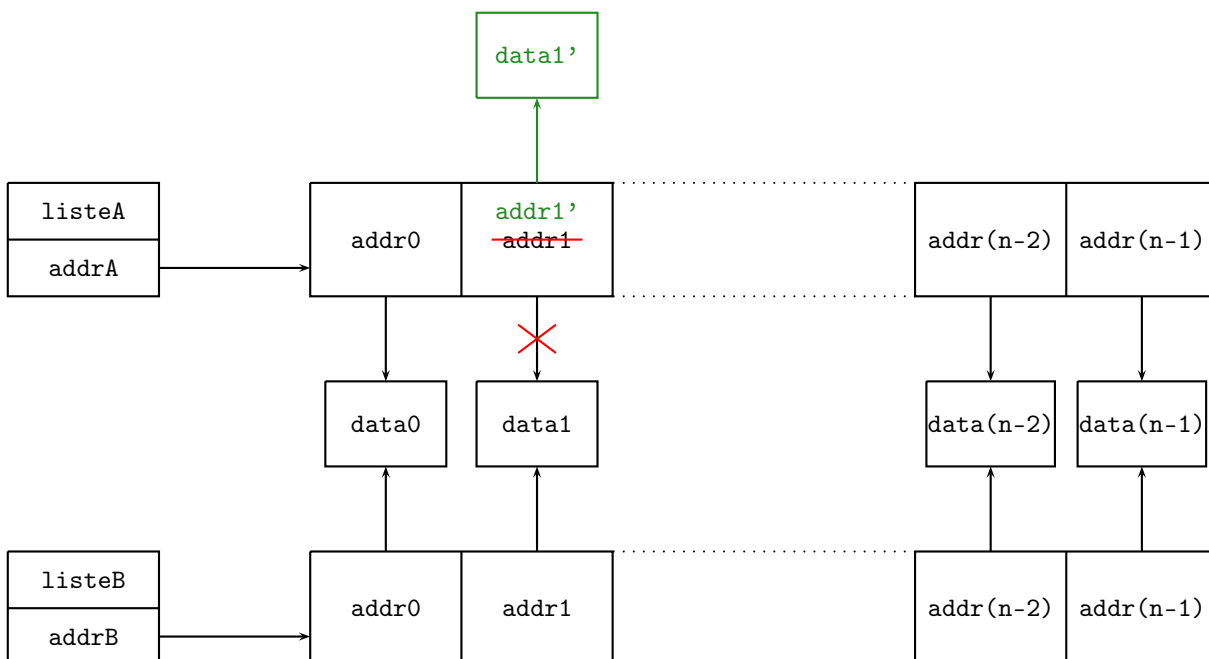 data1’
listeA
addrA
addr0
addr1’
addr1
addr(n-2)
addr(n-1)
data0
data1
data(n-2)
data(n-1)
listeB
addrB
addr0
addr1
addr(n-2)
addr(n-1)